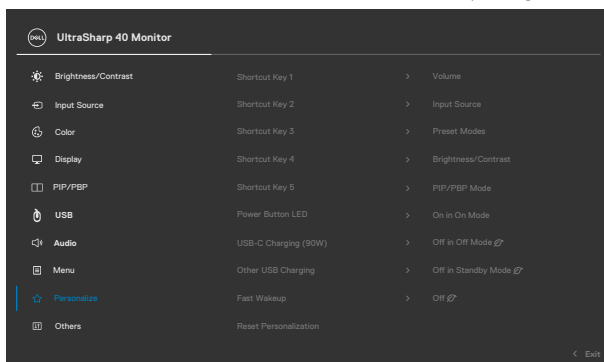 DELL UltraSharp 40 Monitor
Brightness/Contrast Shortcut Key 1 > Volume
Input Source Shortcut Key 2 > Input Source
Color Shortcut Key 3 > Preset Modes
Display Shortcut Key 4 > Brightness/Contrast
PIP/PBP Shortcut Key 5 > PIP/PBP Mode
USB Power Button LED > On in On Mode
Audio USB-C Charging (90W) > Off in Off Mode
Menu Other USB Charging > Off in Standby Mode
Personalize Fast Wakeup > Off
Others Reset Personalization
< Exit